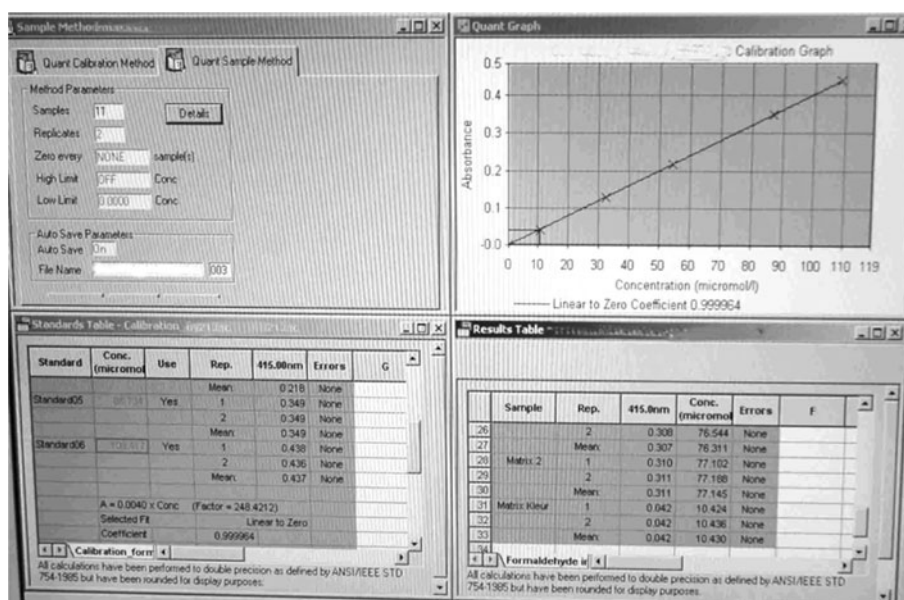 Sample Method
Quant Calibration Method
Quant Sample Method
Method Parameters
Samples 11
Details
Replicates 2
Zero every NONE sample[s]
High Limit OFF Conc
Low Limit 0.0000 Conc
Auto Save Parameters
Auto Save On
File Name 003
Quant Graph
Calibration Graph
Absorbance
0.5
0.4
0.3
0.2
0.1
-0.0
0 10 20 30 40 50 60 70 80 90 100 110 119
Concentration (micromol/l)
Linear to Zero Coefficient 0.999964
Standards Table - Calibration
Standard Conc. (micromol Use Rep. 415.00nm Errors G
Mean: 0.218 None
Standard05 Yes 1 0.349 None
2 0.349 None
Mean: 0.349 None
Standard06 Yes 1 0.438 None
2 0.436 None
Mean: 0.437 None
A = 0.0040 x Conc (Factor = 248.4212)
Selected Fit Linear to Zero
Coefficient 0.999964
Calibration_form
All calculations have been performed to double precision as defined by ANSI/IEEE STD
754-1985 but have been rounded for display purposes.
Results Table
Sample Rep. 415.0nm Conc. (micromol Errors F
26 2 0.308 76.544 None
27 Mean: 0.307 76.311 None
28 Matrix 2 1 0.310 77.102 None
29 2 0.311 77.188 None
30 Mean: 0.311 77.145 None
31 Matrix Kleur 1 0.042 10.424 None
32 2 0.042 10.436 None
33 Mean: 0.042 10.430 None
34
Formaldehyde
All calculations have been performed to double precision as defined by ANSI/IEEE STD
754-1985 but have been rounded for display purposes.